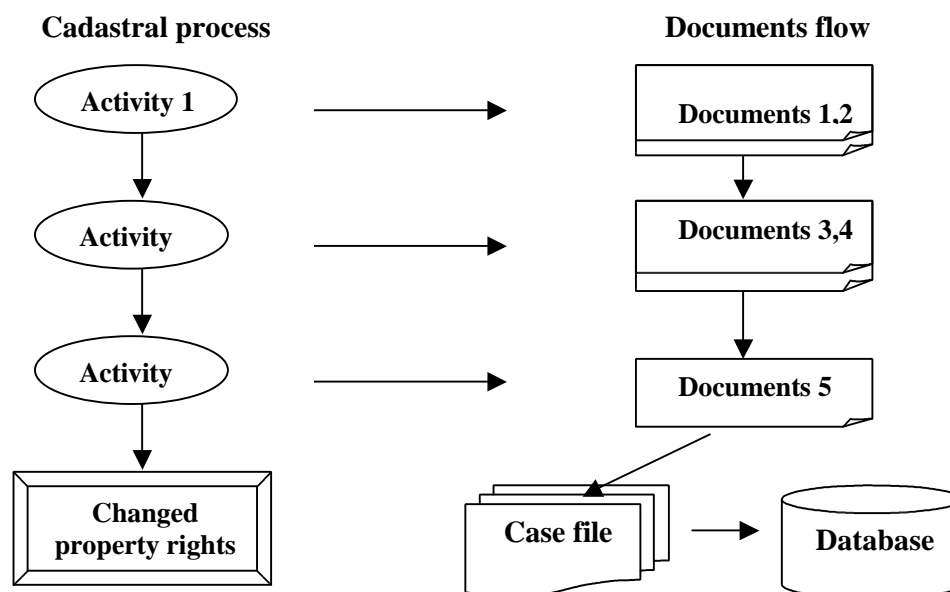 Cadastral process
Documents flow
Activity 1
Documents 1,2
Activity
Documents 3,4
Activity
Documents 5
Changed
property rights
Case file
Database